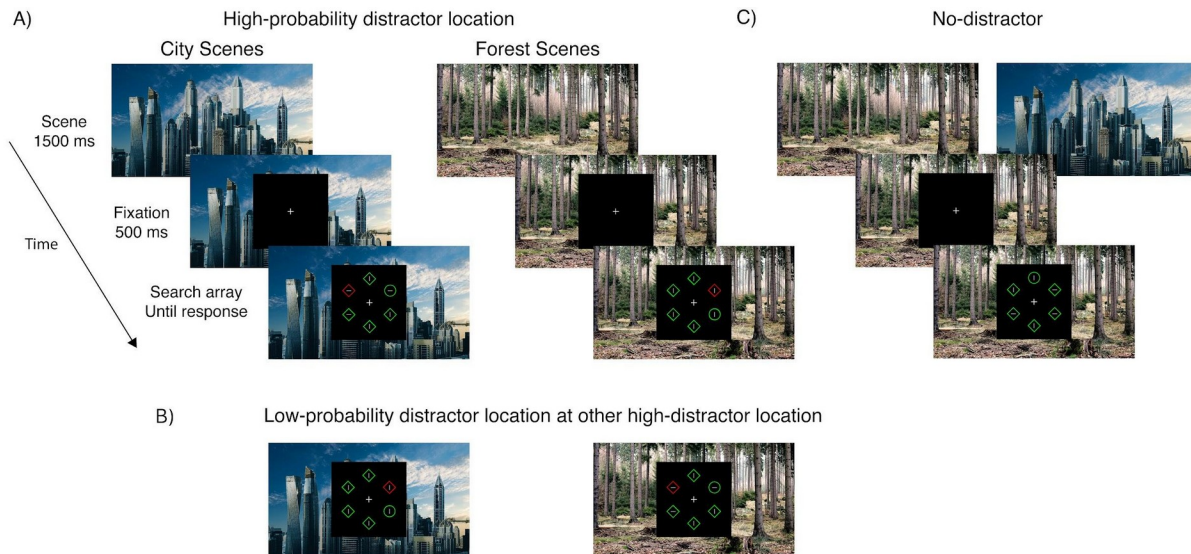 A)
High-probability distractor location
City Scenes
Forest Scenes
Scene
1500 ms
Fixation
500 ms
Time
Search array
Until response
C)
No-distractor
B)
Low-probability distractor location at other high-distractor location